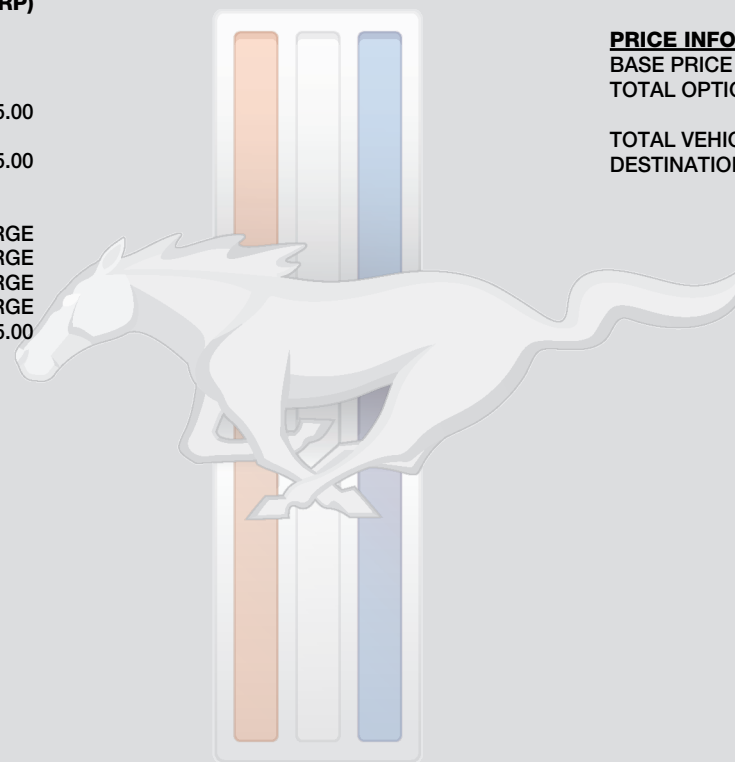 RP)
5.00
5.00
RGE
RGE
RGE
RGE
5.00
PRICE INFO
BASE PRICE
TOTAL OPTIO
TOTAL VEHIC
DESTINATION